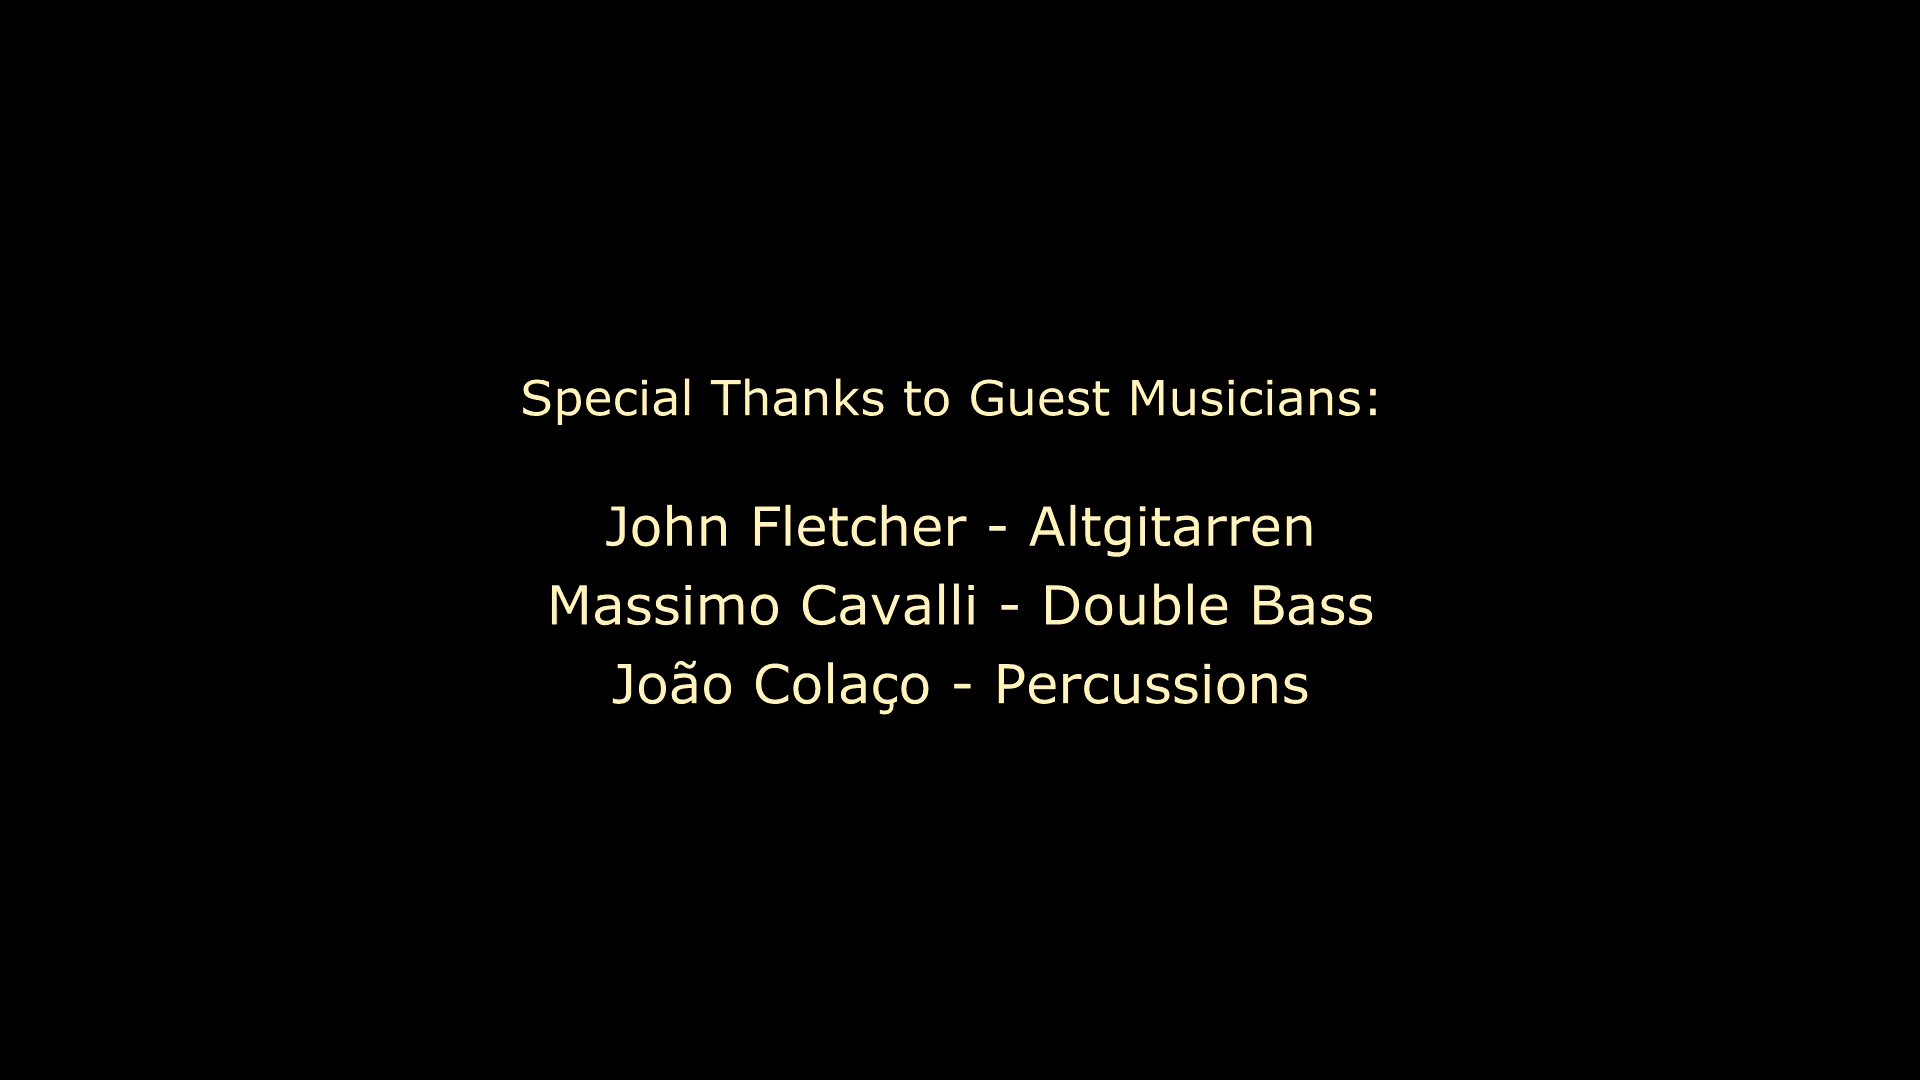 Special Thanks to Guest Musicians:
John Fletcher - Altgitarren
Massimo Cavalli - Double Bass
João Colaço - Percussions